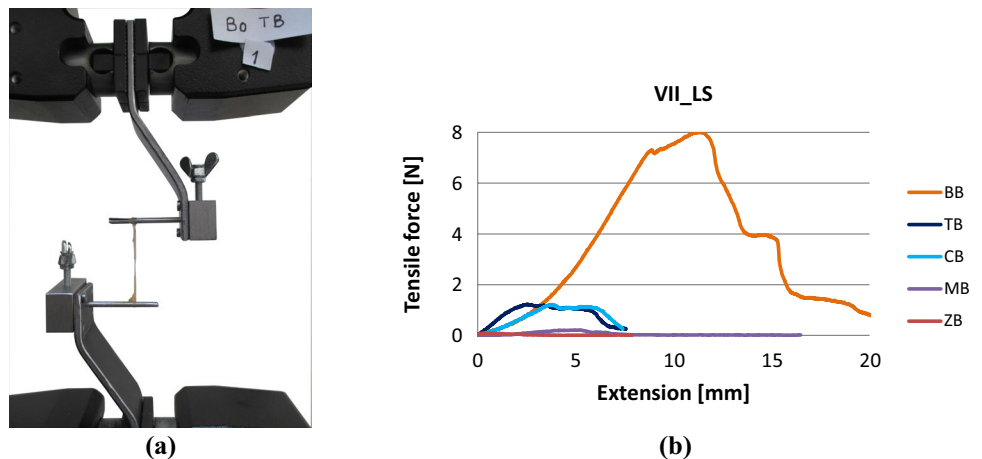 Bo TB
1
(a)
VII_LS
Tensile force [N]
8
6
4
2
0
0 5 10 15 20
Extension [mm]
BB
TB
CB
MB
ZB
(b)